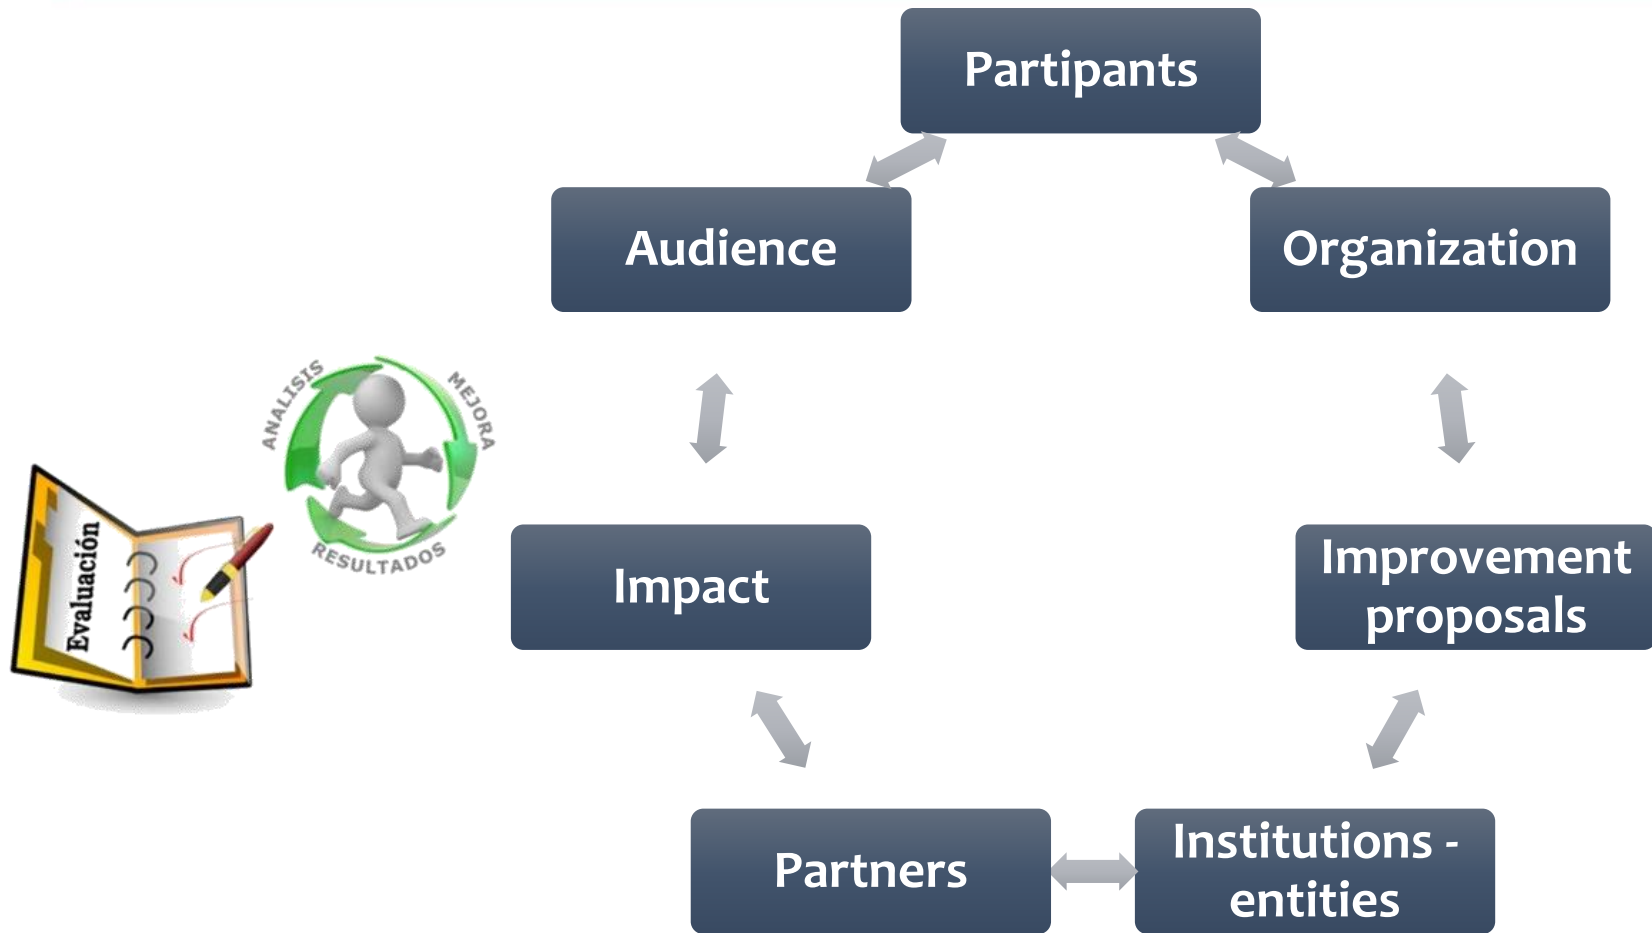 Partipants
Audience
Organization
ANALISIS
MEJORA
RESULTADOS
Evaluación
Impact
Improvement
proposals
Partners
Institutions -
entities